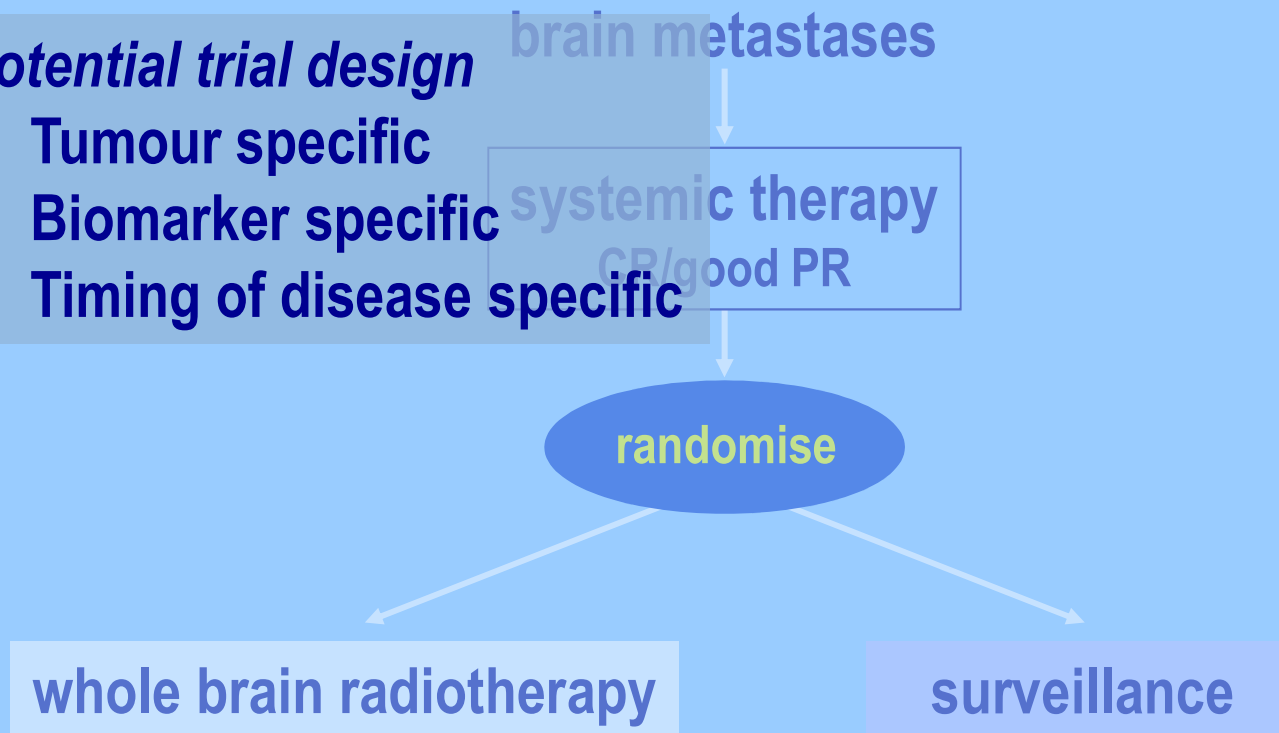 otential trial design
Tumour specific
Biomarker specific
Timing of disease specific
brain metastases
systemic therapy
CR/good PR
randomise
whole brain radiotherapy
surveillance